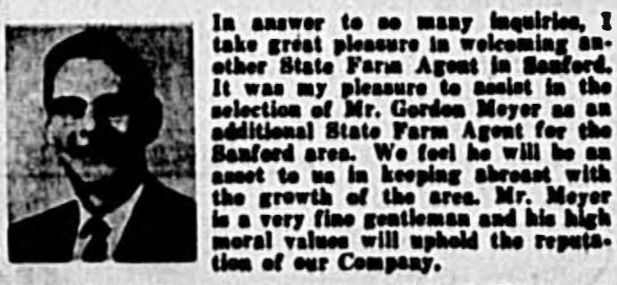 In answer to so many inquiries, I
take great pleasure in welcoming an-
other State Farm Agent in Sanford.
It was my pleasure to assist in the
selection of Mr. Gordon Meyer as an
additional State Farm Agent for the
Sanford area. We feel he will be an
asset to us in keeping abreast with
the growth of the area. Mr. Meyer
is a very fine gentleman and his high
moral values will uphold the reputa-
tion of our Company.